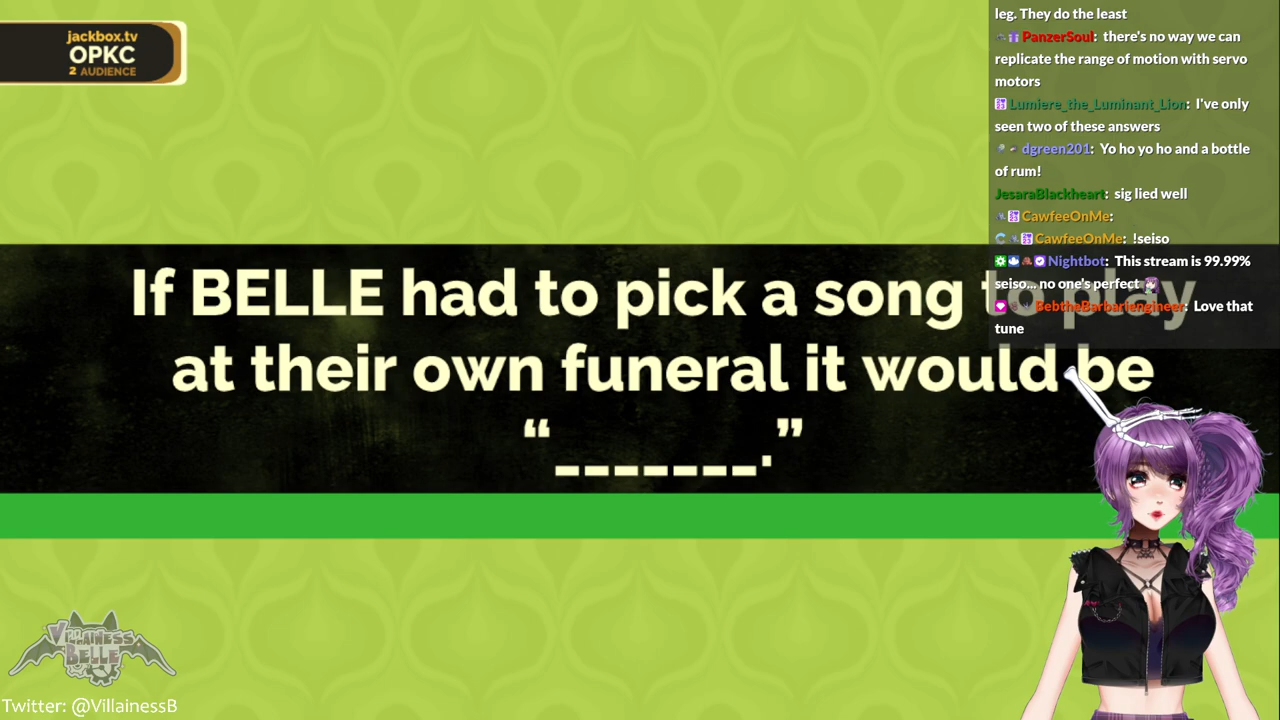 jackbox.tv
OPKC
2 AUDIENCE
If BELLE had to pick a song to play
at their own funeral it would be
“_______.”
leg. They do the least
PanzerSoul: there's no way we can
replicate the range of motion with servo
motors
Lumiere_the_Luminant_Lion: I've only
seen two of these answers
dgreen201: Yo ho yo ho and a bottle
of rum!
JesaraBlackheart: sig lied well
CawfeeOnMe:
CawfeeOnMe: !seiso
Nightbot: This stream is 99.99%
seiso... no one's perfect
BebtheBarbariengineer: Love that
tune
VILLAINESS
BELLE
Twitter: @VillainessB